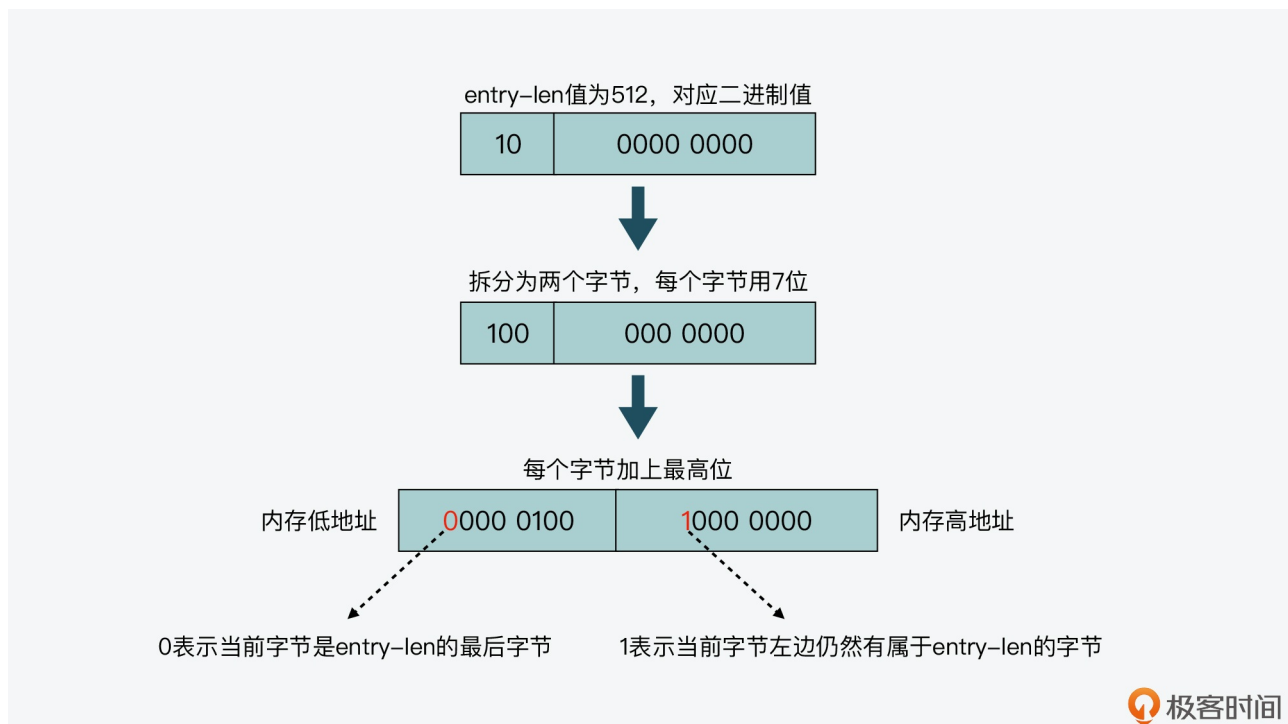 entry-len值为512，对应二进制值
10 0000 0000
拆分为两个字节，每个字节用7位
100 000 0000
每个字节加上最高位
内存低地址 0000 0100 1000 0000 内存高地址
0表示当前字节是entry-len的最后字节 1表示当前字节左边仍然有属于entry-len的字节
极客时间